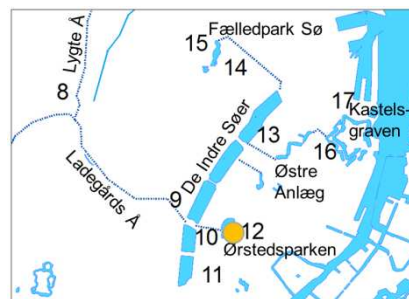 Fælledpark Sø
15
14
Lygte Å
8
17
Kastels-
graven
De Indre Søer
13
16
Østre
Anlæg
Ladegårds Å
9
10
12
Ørstedsparken
11